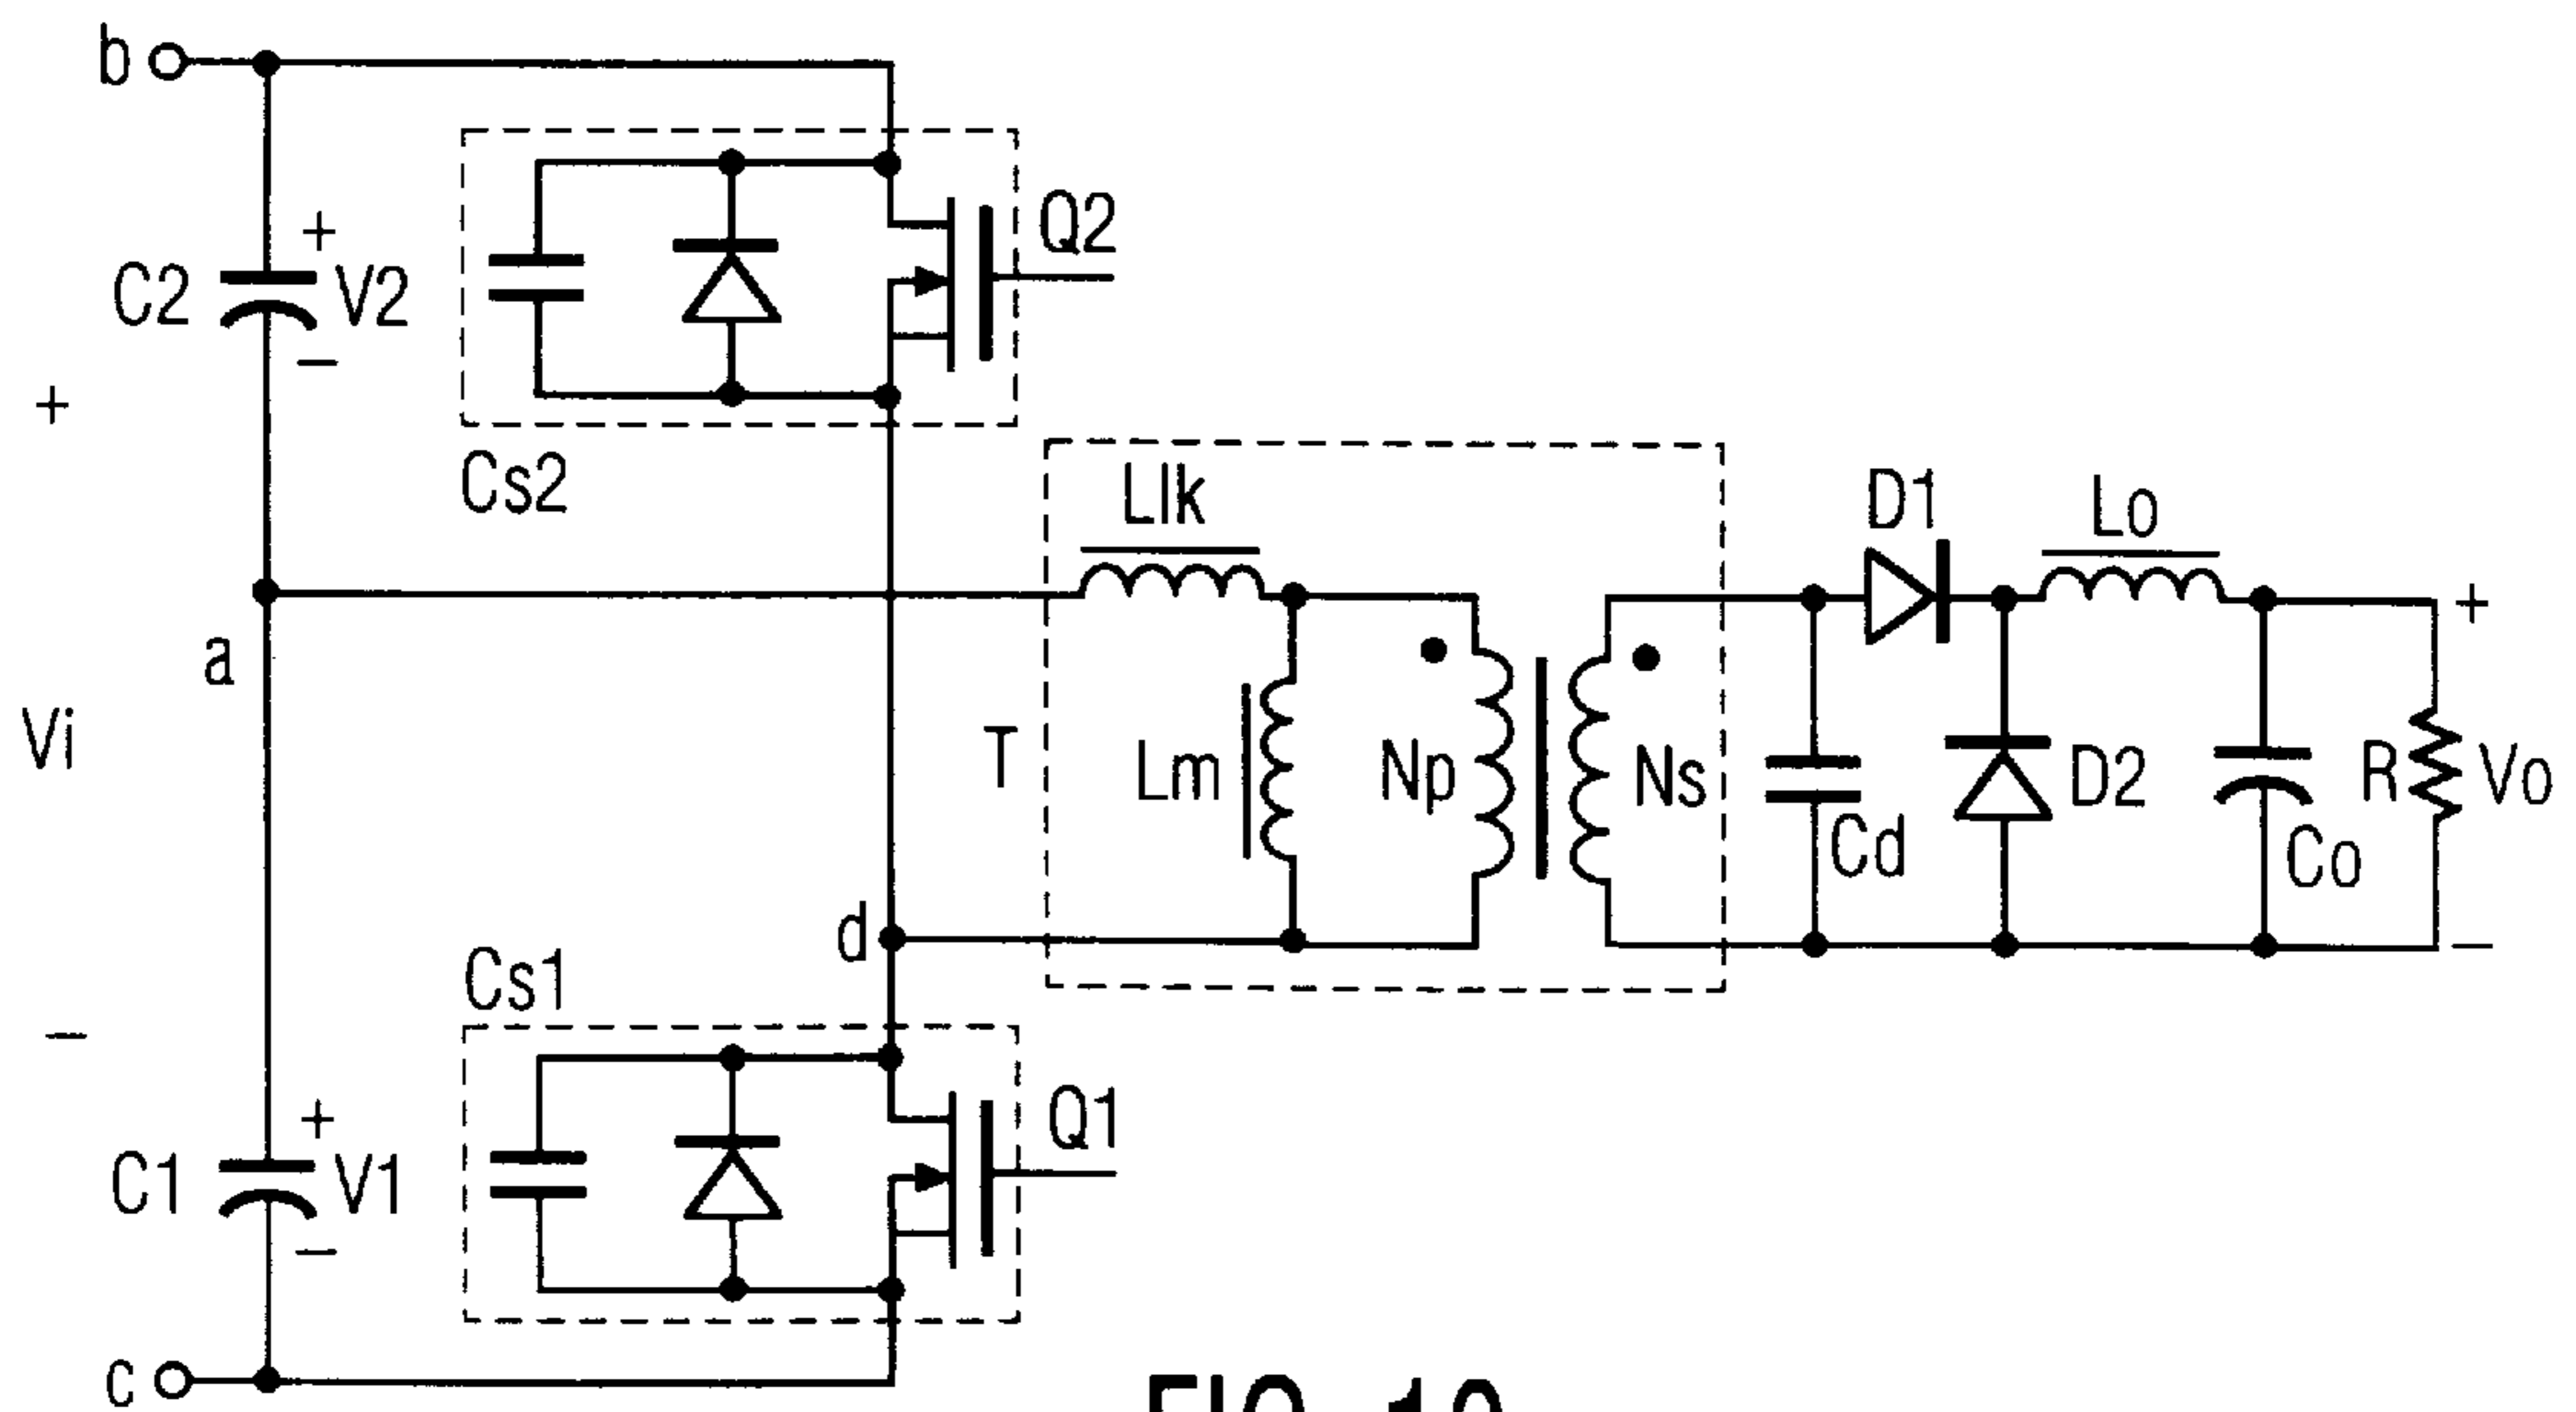 b
Q2
+
C2
V2
−
+
Cs2
Llk
D1
Lo
+
a
T
Vi
Lm
Np
Ns
Cd
D2
Co
R
Vo
d
−
Cs1
−
Q1
+
C1
V1
−
c